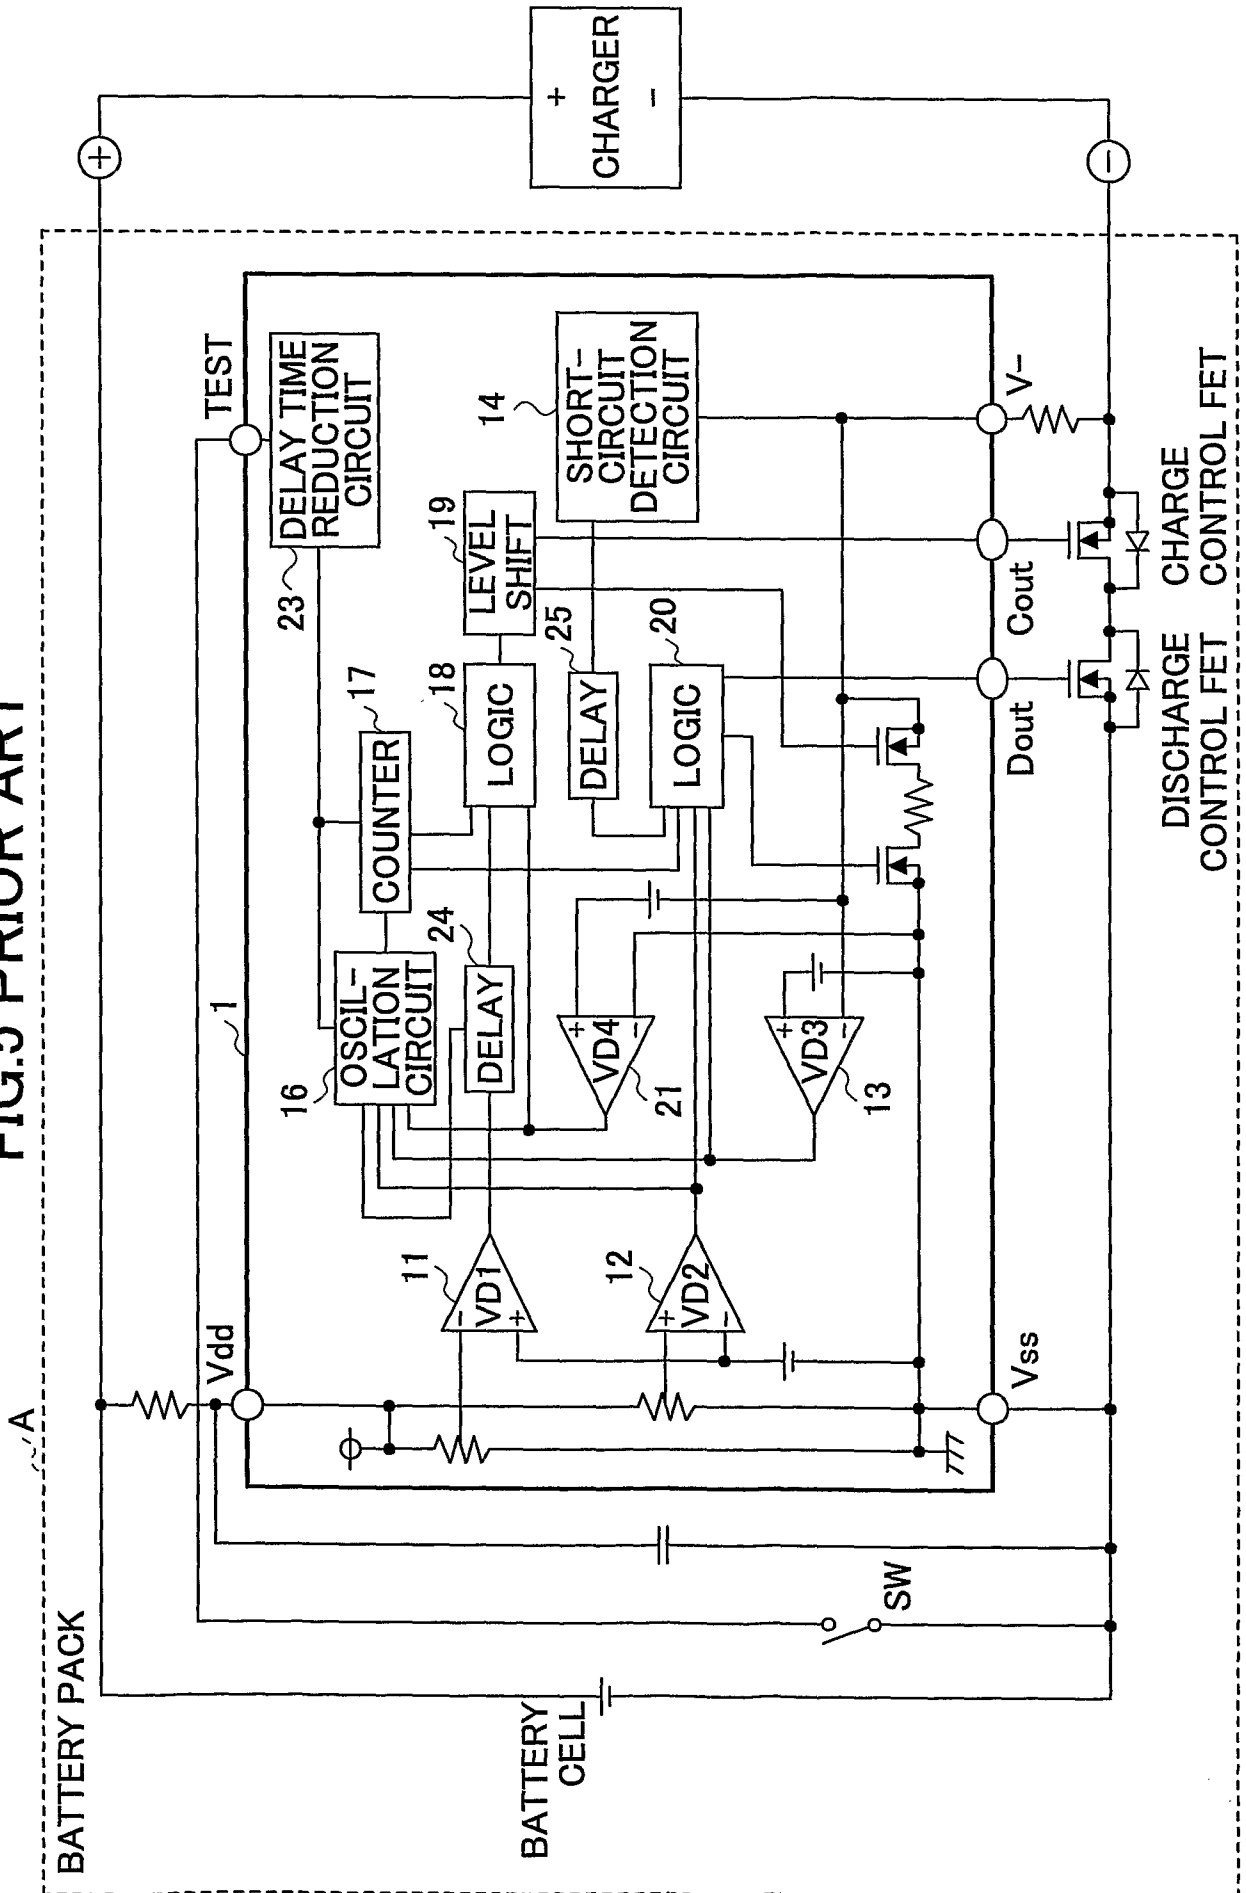 FIG.5 PRIOR ART
A
BATTERY PACK
1
+
CHARGER
+
−
−
TEST
DELAY TIME
REDUCTION
CIRCUIT
23
14
SHORT-
CIRCUIT
DETECTION
CIRCUIT
19
LEVEL
SHIFT
17
COUNTER
18
LOGIC
25
DELAY
20
LOGIC
16
OSCIL-
LATION
CIRCUIT
24
DELAY
+
VD4
−
21
+
VD3
−
13
11
−
VD1
+
12
+
VD2
−
Vdd
Vss
V−
Cout
Dout
CHARGE
CONTROL FET
DISCHARGE
CONTROL FET
SW
BATTERY
CELL